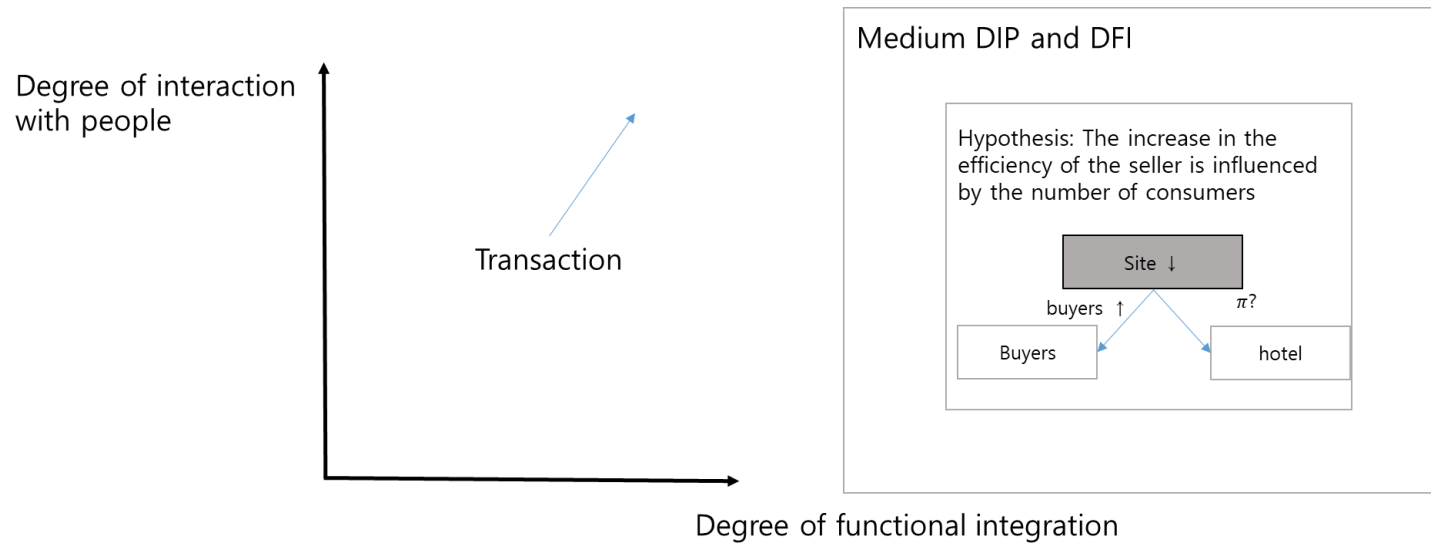 Degree of interaction
with people
Transaction
Degree of functional integration
Medium DIP and DFI
Hypothesis: The increase in the
efficiency of the seller is influenced
by the number of consumers
Site ↓
buyers ↑
π?
Buyers
hotel